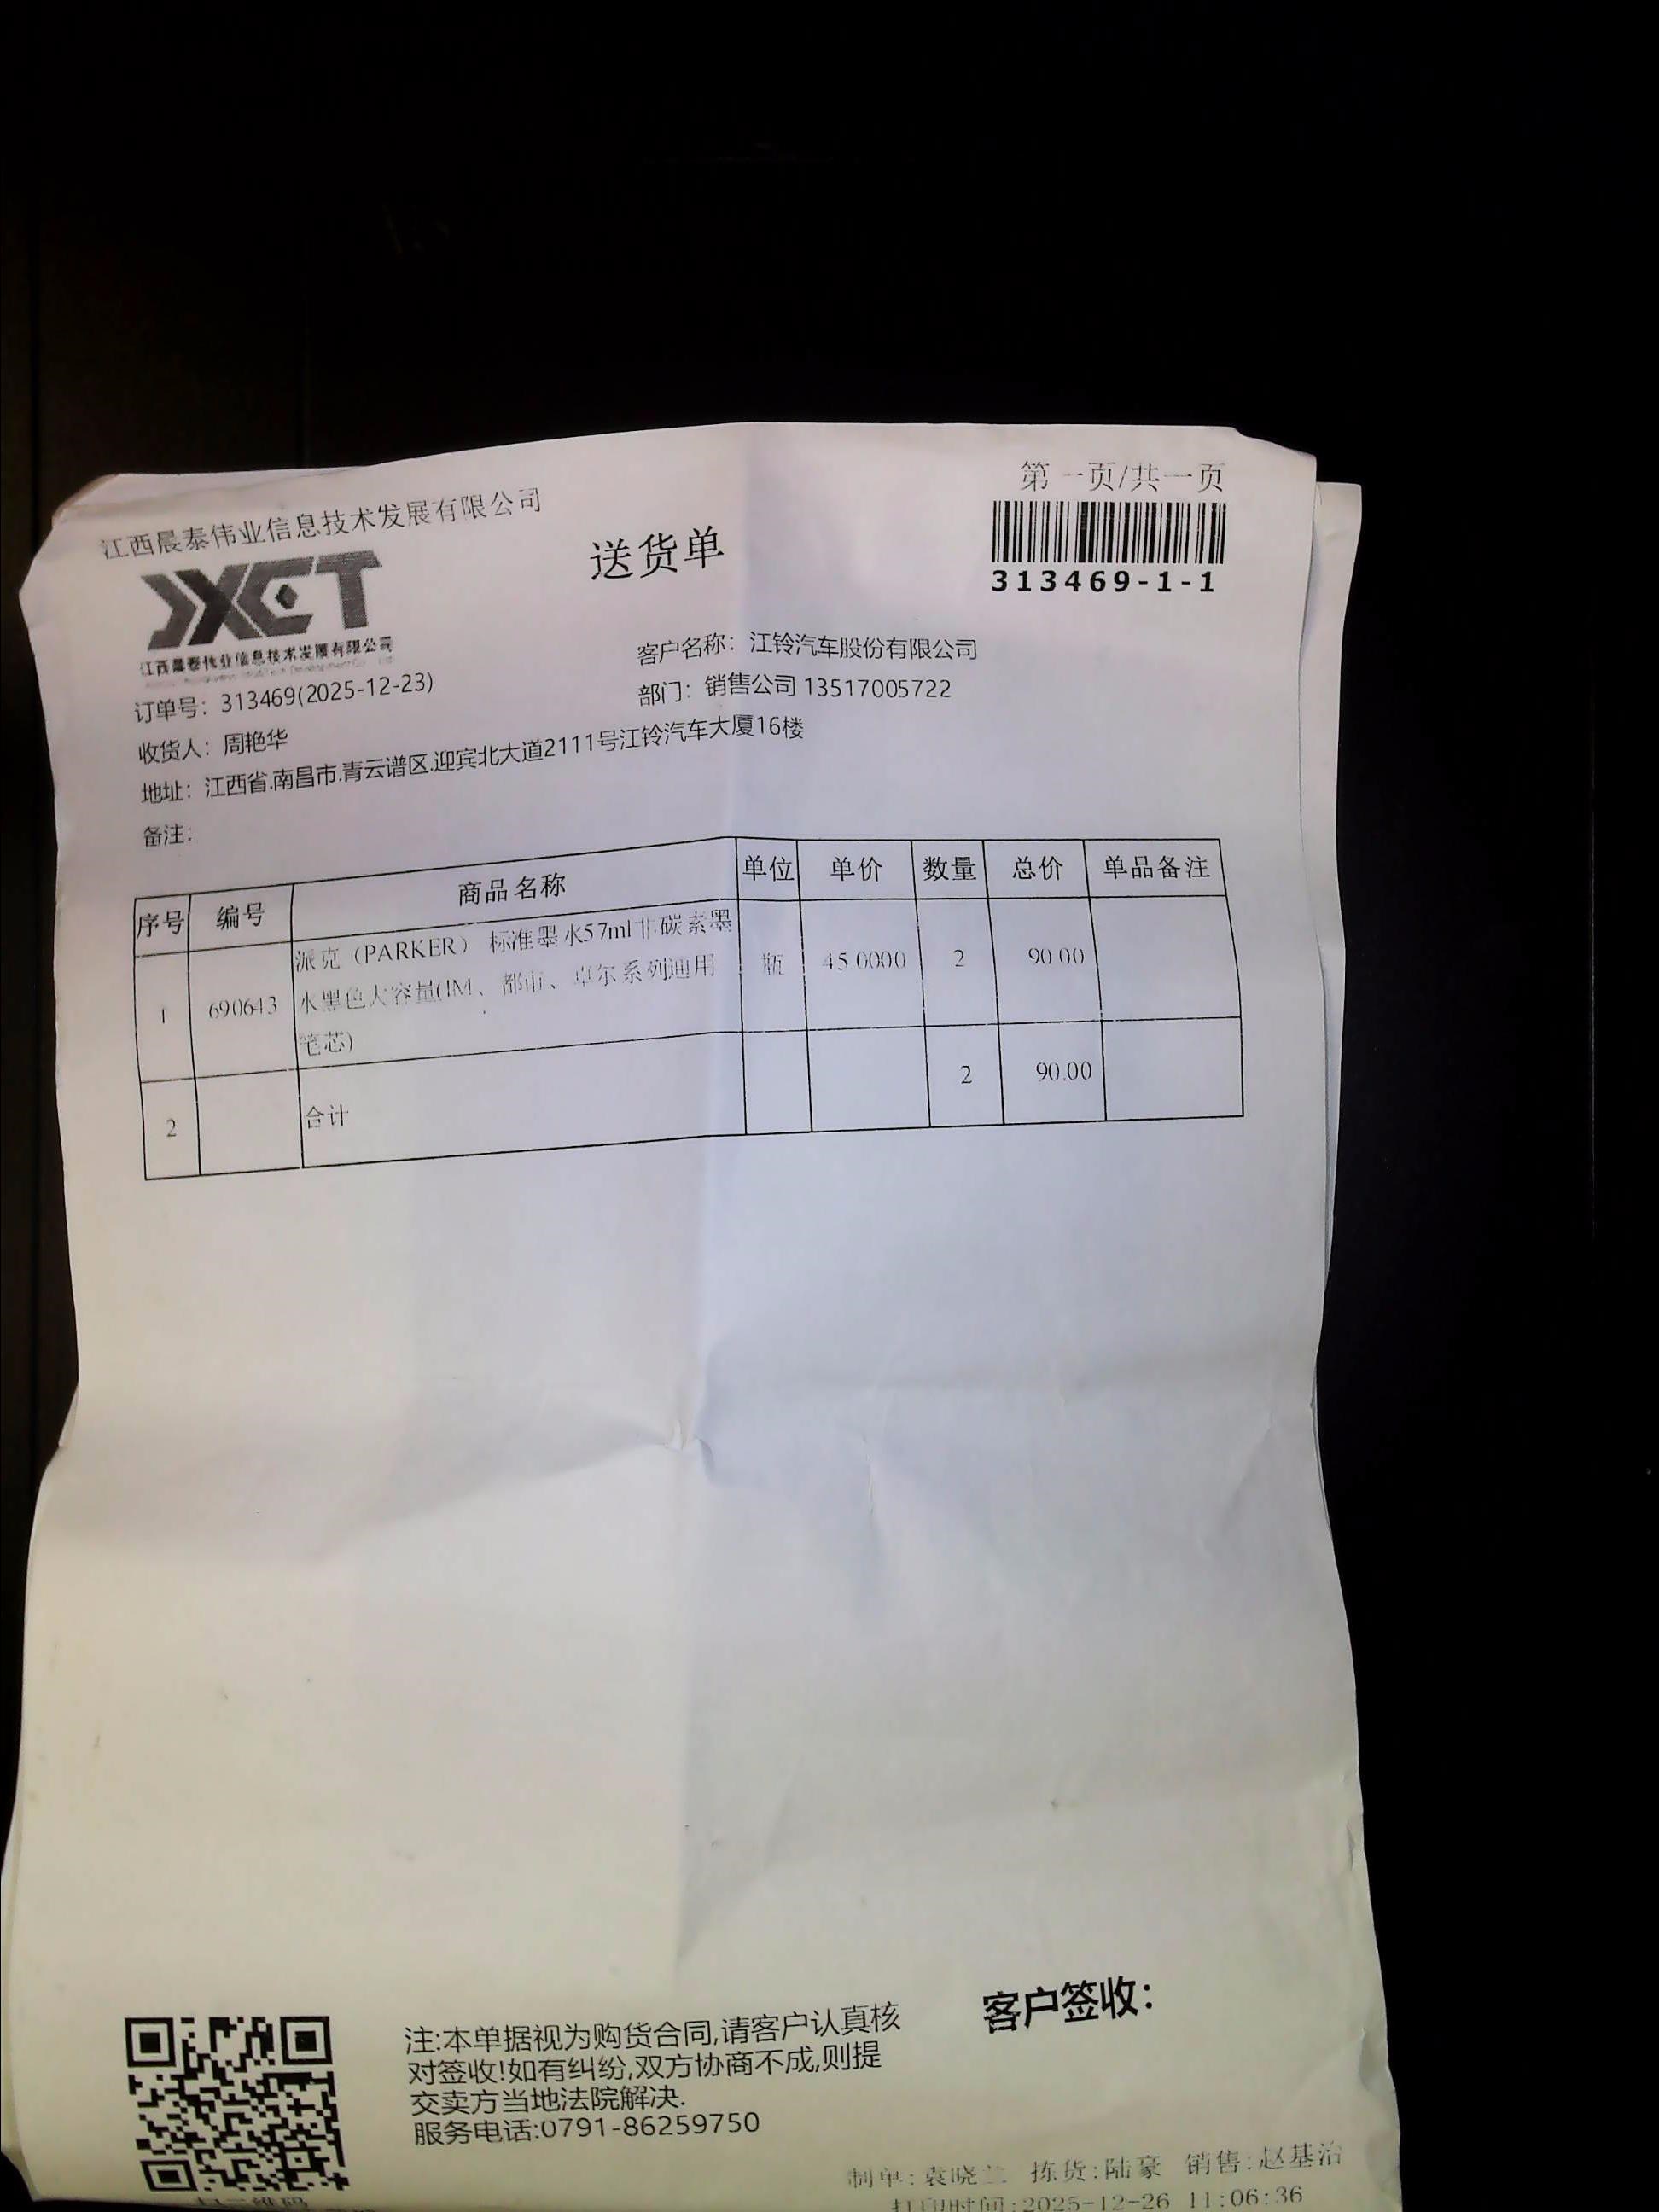 第一页/共一页
江西晨泰伟业信息技术发展有限公司
送货单
313469-1-1
JXCT
江西晨泰伟业信息技术发展有限公司
客户名称：江铃汽车股份有限公司
订单号：313469(2025-12-23)
部门：销售公司 13517005722
收货人：周艳华
地址：江西省.南昌市.青云谱区.迎宾北大道2111号江铃汽车大厦16楼
备注：
序号 编号 商品名称 单位 单价 数量 总价 单品备注
1 690643 派克（PARKER） 标准墨水57ml非碳素墨 瓶 45.0000 2 90.00
水黑色大容量(IM、都市、卓尔系列通用
笔芯)
2 合计 2 90.00
注:本单据视为购货合同,请客户认真核
对签收!如有纠纷,双方协商不成,则提
交卖方当地法院解决.
服务电话:0791-86259750
客户签收：
制单:袁晓兰 拣货:陆豪 销售:赵基治
打印时间:2025-12-26 11:06:36